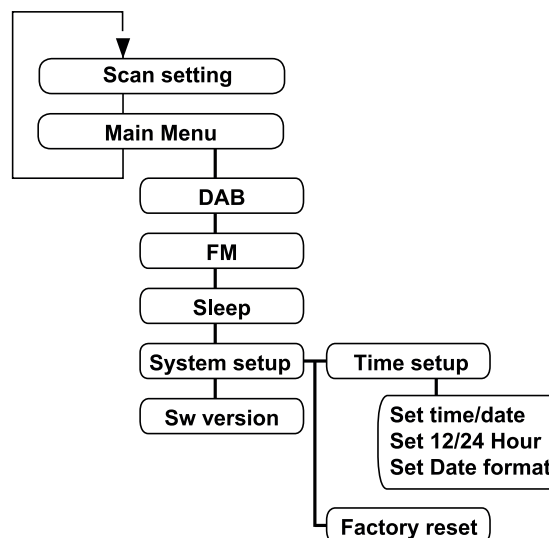 Scan setting
Main Menu
DAB
FM
Sleep
System setup
Time setup
Sw version
Set time/date
Set 12/24 Hour
Set Date format
Factory reset